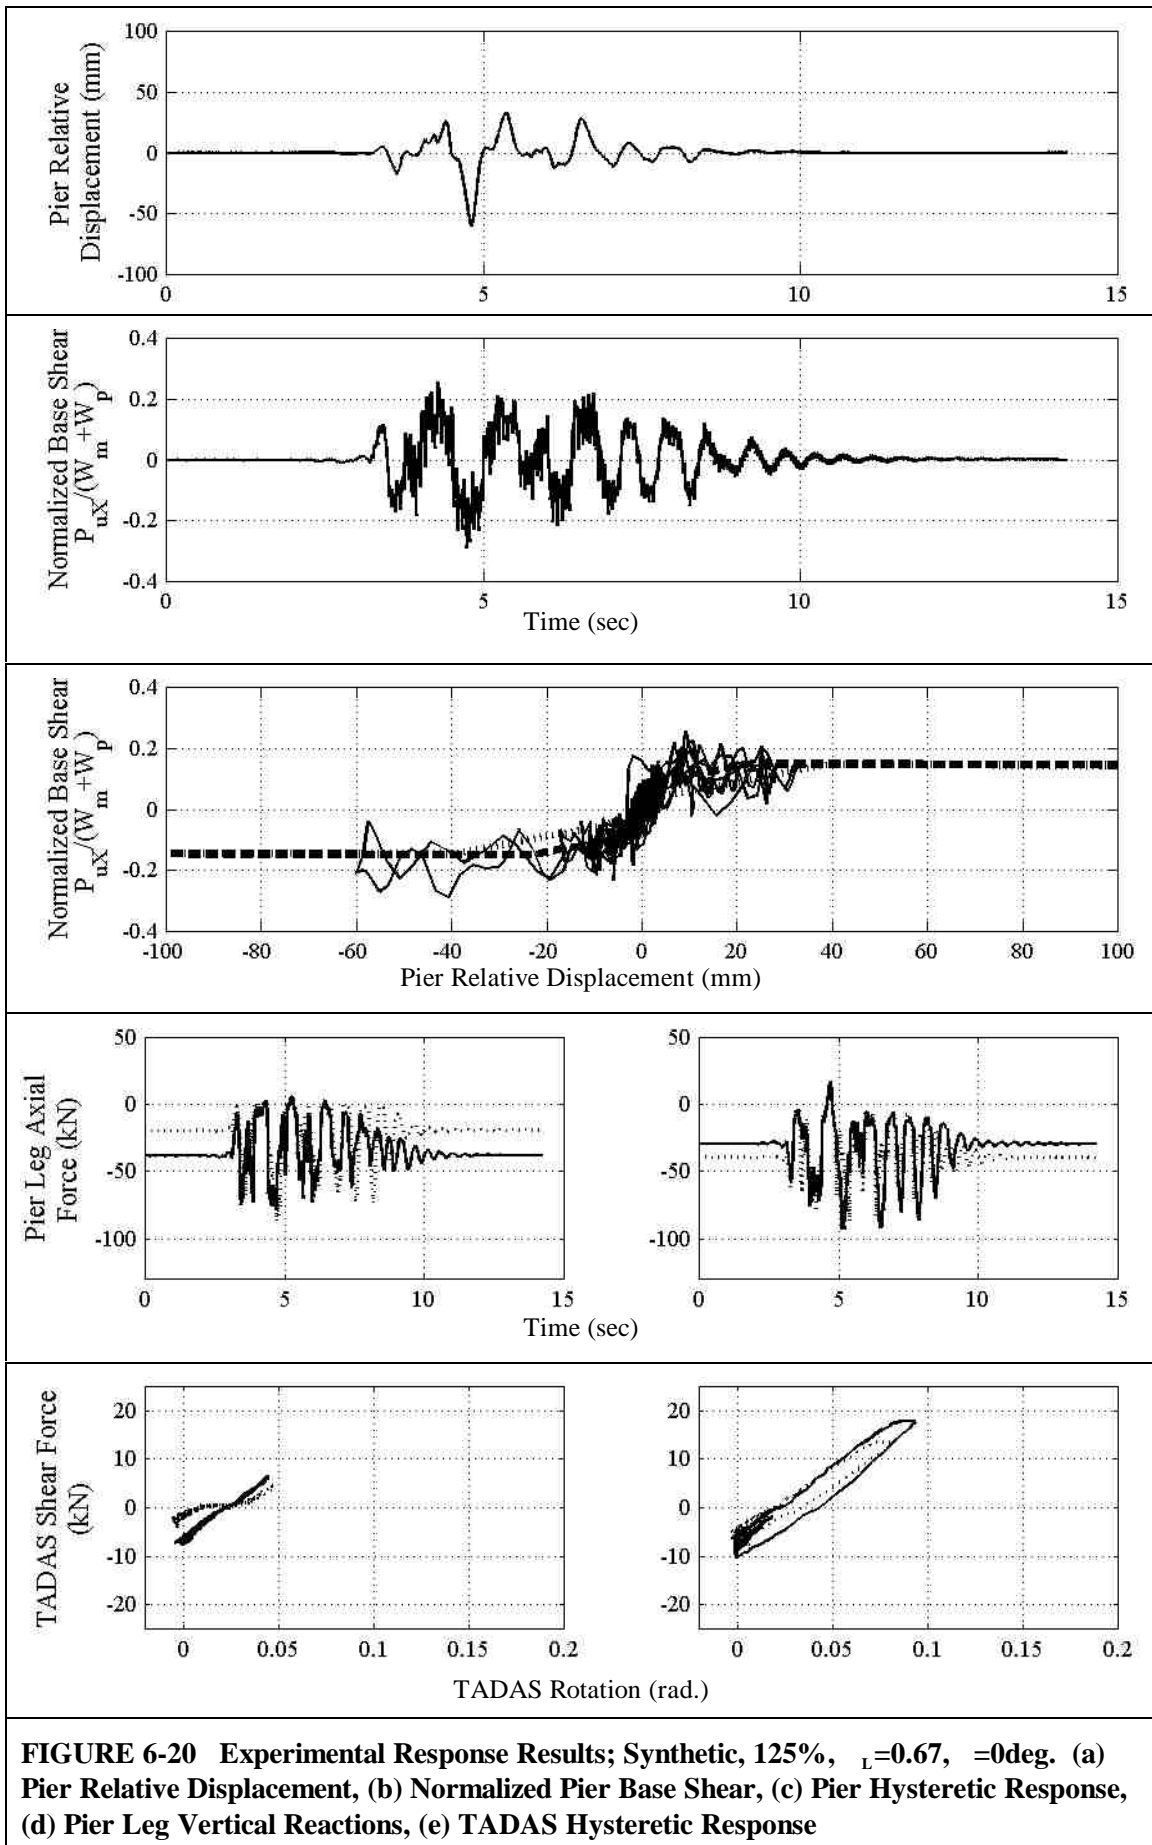 100
50
0
-50
-100
Pier Relative
Displacement (mm)
0 5 10 15
0.4
0.2
0
-0.2
-0.4
Normalized Base Shear
P_uX/(W_m+W_p)
0 5 10 15
Time (sec)
0.4
0.2
0
-0.2
-0.4
Normalized Base Shear
P_uX/(W_m+W_p)
-100 -80 -60 -40 -20 0 20 40 60 80 100
Pier Relative Displacement (mm)
50
0
-50
-100
Pier Leg Axial
Force (kN)
0 5 10 15
50
0
-50
-100
0 5 10 15
Time (sec)
20
10
0
-10
-20
TADAS Shear Force
(kN)
0 0.05 0.1 0.15 0.2
20
10
0
-10
-20
0 0.05 0.1 0.15 0.2
TADAS Rotation (rad.)
FIGURE 6-20 Experimental Response Results; Synthetic, 125%, _L=0.67, =0deg. (a)
Pier Relative Displacement, (b) Normalized Pier Base Shear, (c) Pier Hysteretic Response,
(d) Pier Leg Vertical Reactions, (e) TADAS Hysteretic Response